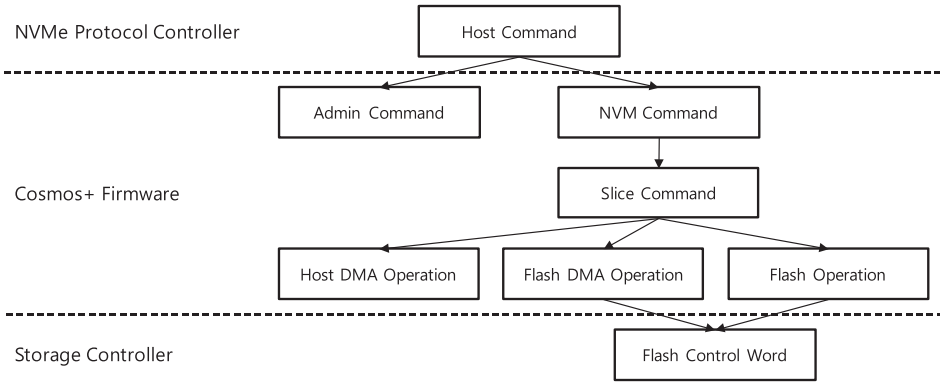 NVMe Protocol Controller
Host Command
Admin Command
NVM Command
Cosmos+ Firmware
Slice Command
Host DMA Operation
Flash DMA Operation
Flash Operation
Storage Controller
Flash Control Word